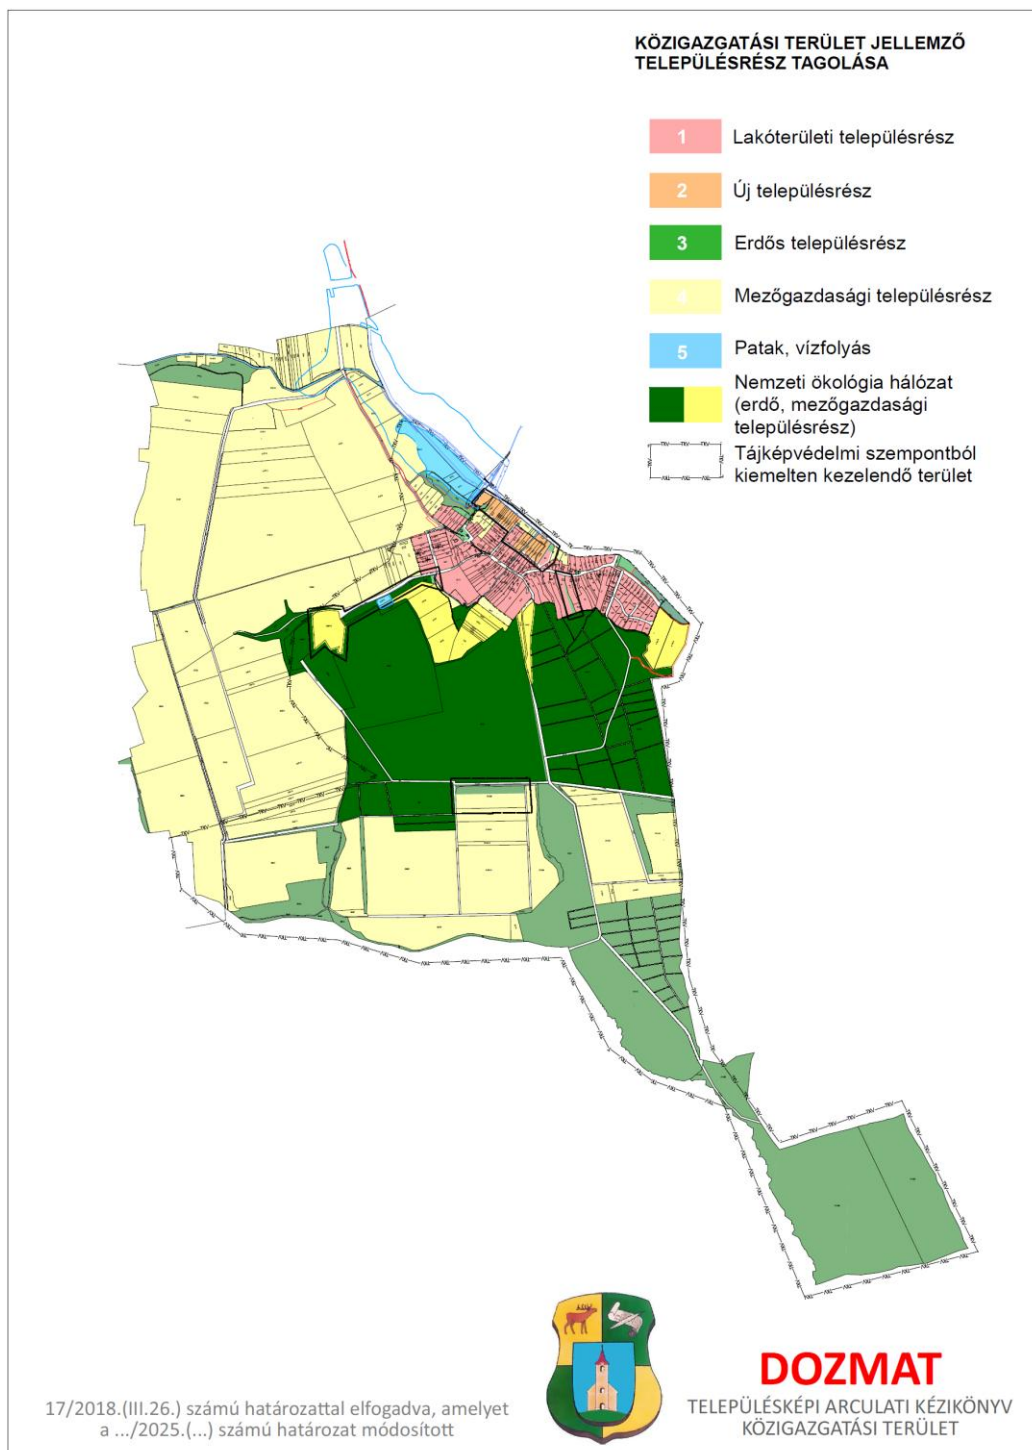 KÖZIGAZGATÁSI TERÜLET JELLEMZŐ
TELEPÜLÉSRÉSZ TAGOLÁSA
1 Lakóterületi településrész
2 Új településrész
3 Erdős településrész
4 Mezőgazdasági településrész
5 Patak, vízfolyás
Nemzeti ökológia hálózat
(erdő, mezőgazdasági
településrész)
Tájképvédelmi szempontból
kiemelten kezelendő terület
DOZMAT
TELEPÜLÉSKÉPI ARCULATI KÉZIKÖNYV
KÖZIGAZGATÁSI TERÜLET
17/2018.(III.26.) számú határozattal elfogadva, amelyet
a .../2025.(...) számú határozat módosított